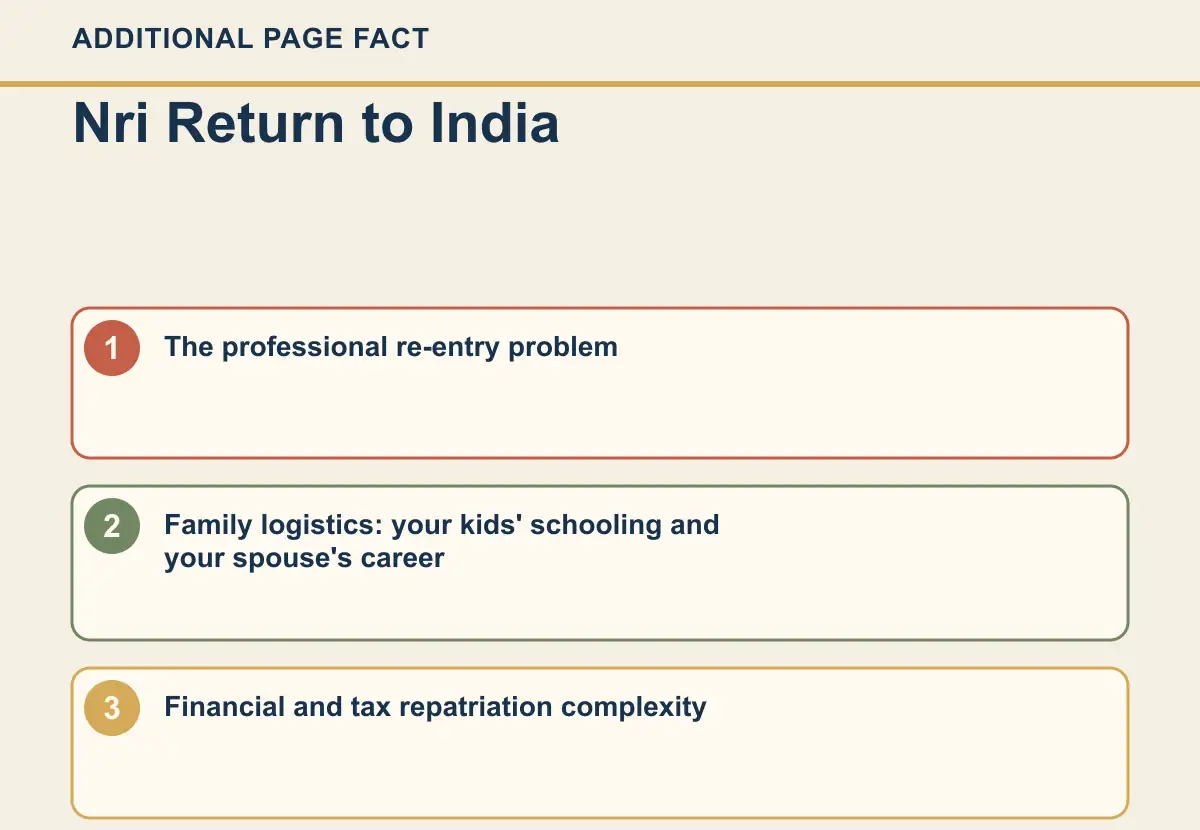 ADDITIONAL PAGE FACT
Nri Return to India
1
The professional re-entry problem
2
Family logistics: your kids' schooling and
your spouse's career
3
Financial and tax repatriation complexity